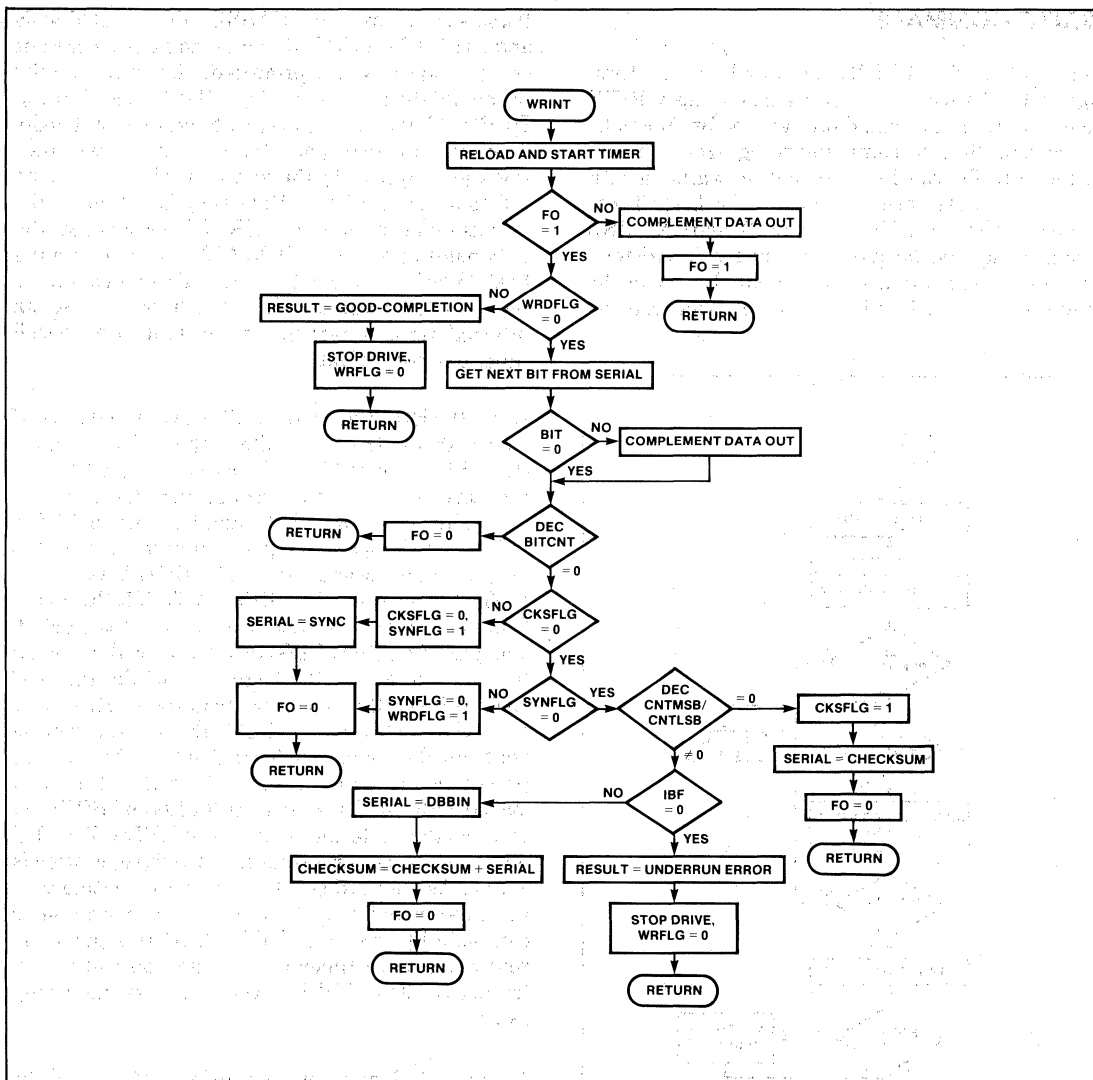 WRINT
RELOAD AND START TIMER
FO
= 1
NO
COMPLEMENT DATA OUT
FO = 1
RETURN
YES
WRDFLG
= 0
NO
RESULT = GOOD-COMPLETION
STOP DRIVE,
WRFLG = 0
RETURN
YES
GET NEXT BIT FROM SERIAL
BIT
= 0
NO
COMPLEMENT DATA OUT
YES
DEC
BITCNT
FO = 0
RETURN
= 0
CKSFLG
= 0
NO
CKSFLG = 0,
SYNFLG = 1
SERIAL = SYNC
YES
SYNFLG
= 0
NO
SYNFLG = 0,
WRDFLG = 1
FO = 0
RETURN
YES
DEC
CNTMSB/
CNTLSB
= 0
CKSFLG = 1
SERIAL = CHECKSUM
FO = 0
RETURN
≠ 0
IBF
= 0
NO
SERIAL = DBBIN
CHECKSUM = CHECKSUM + SERIAL
FO = 0
RETURN
YES
RESULT = UNDERRUN ERROR
STOP DRIVE,
WRFLG = 0
RETURN